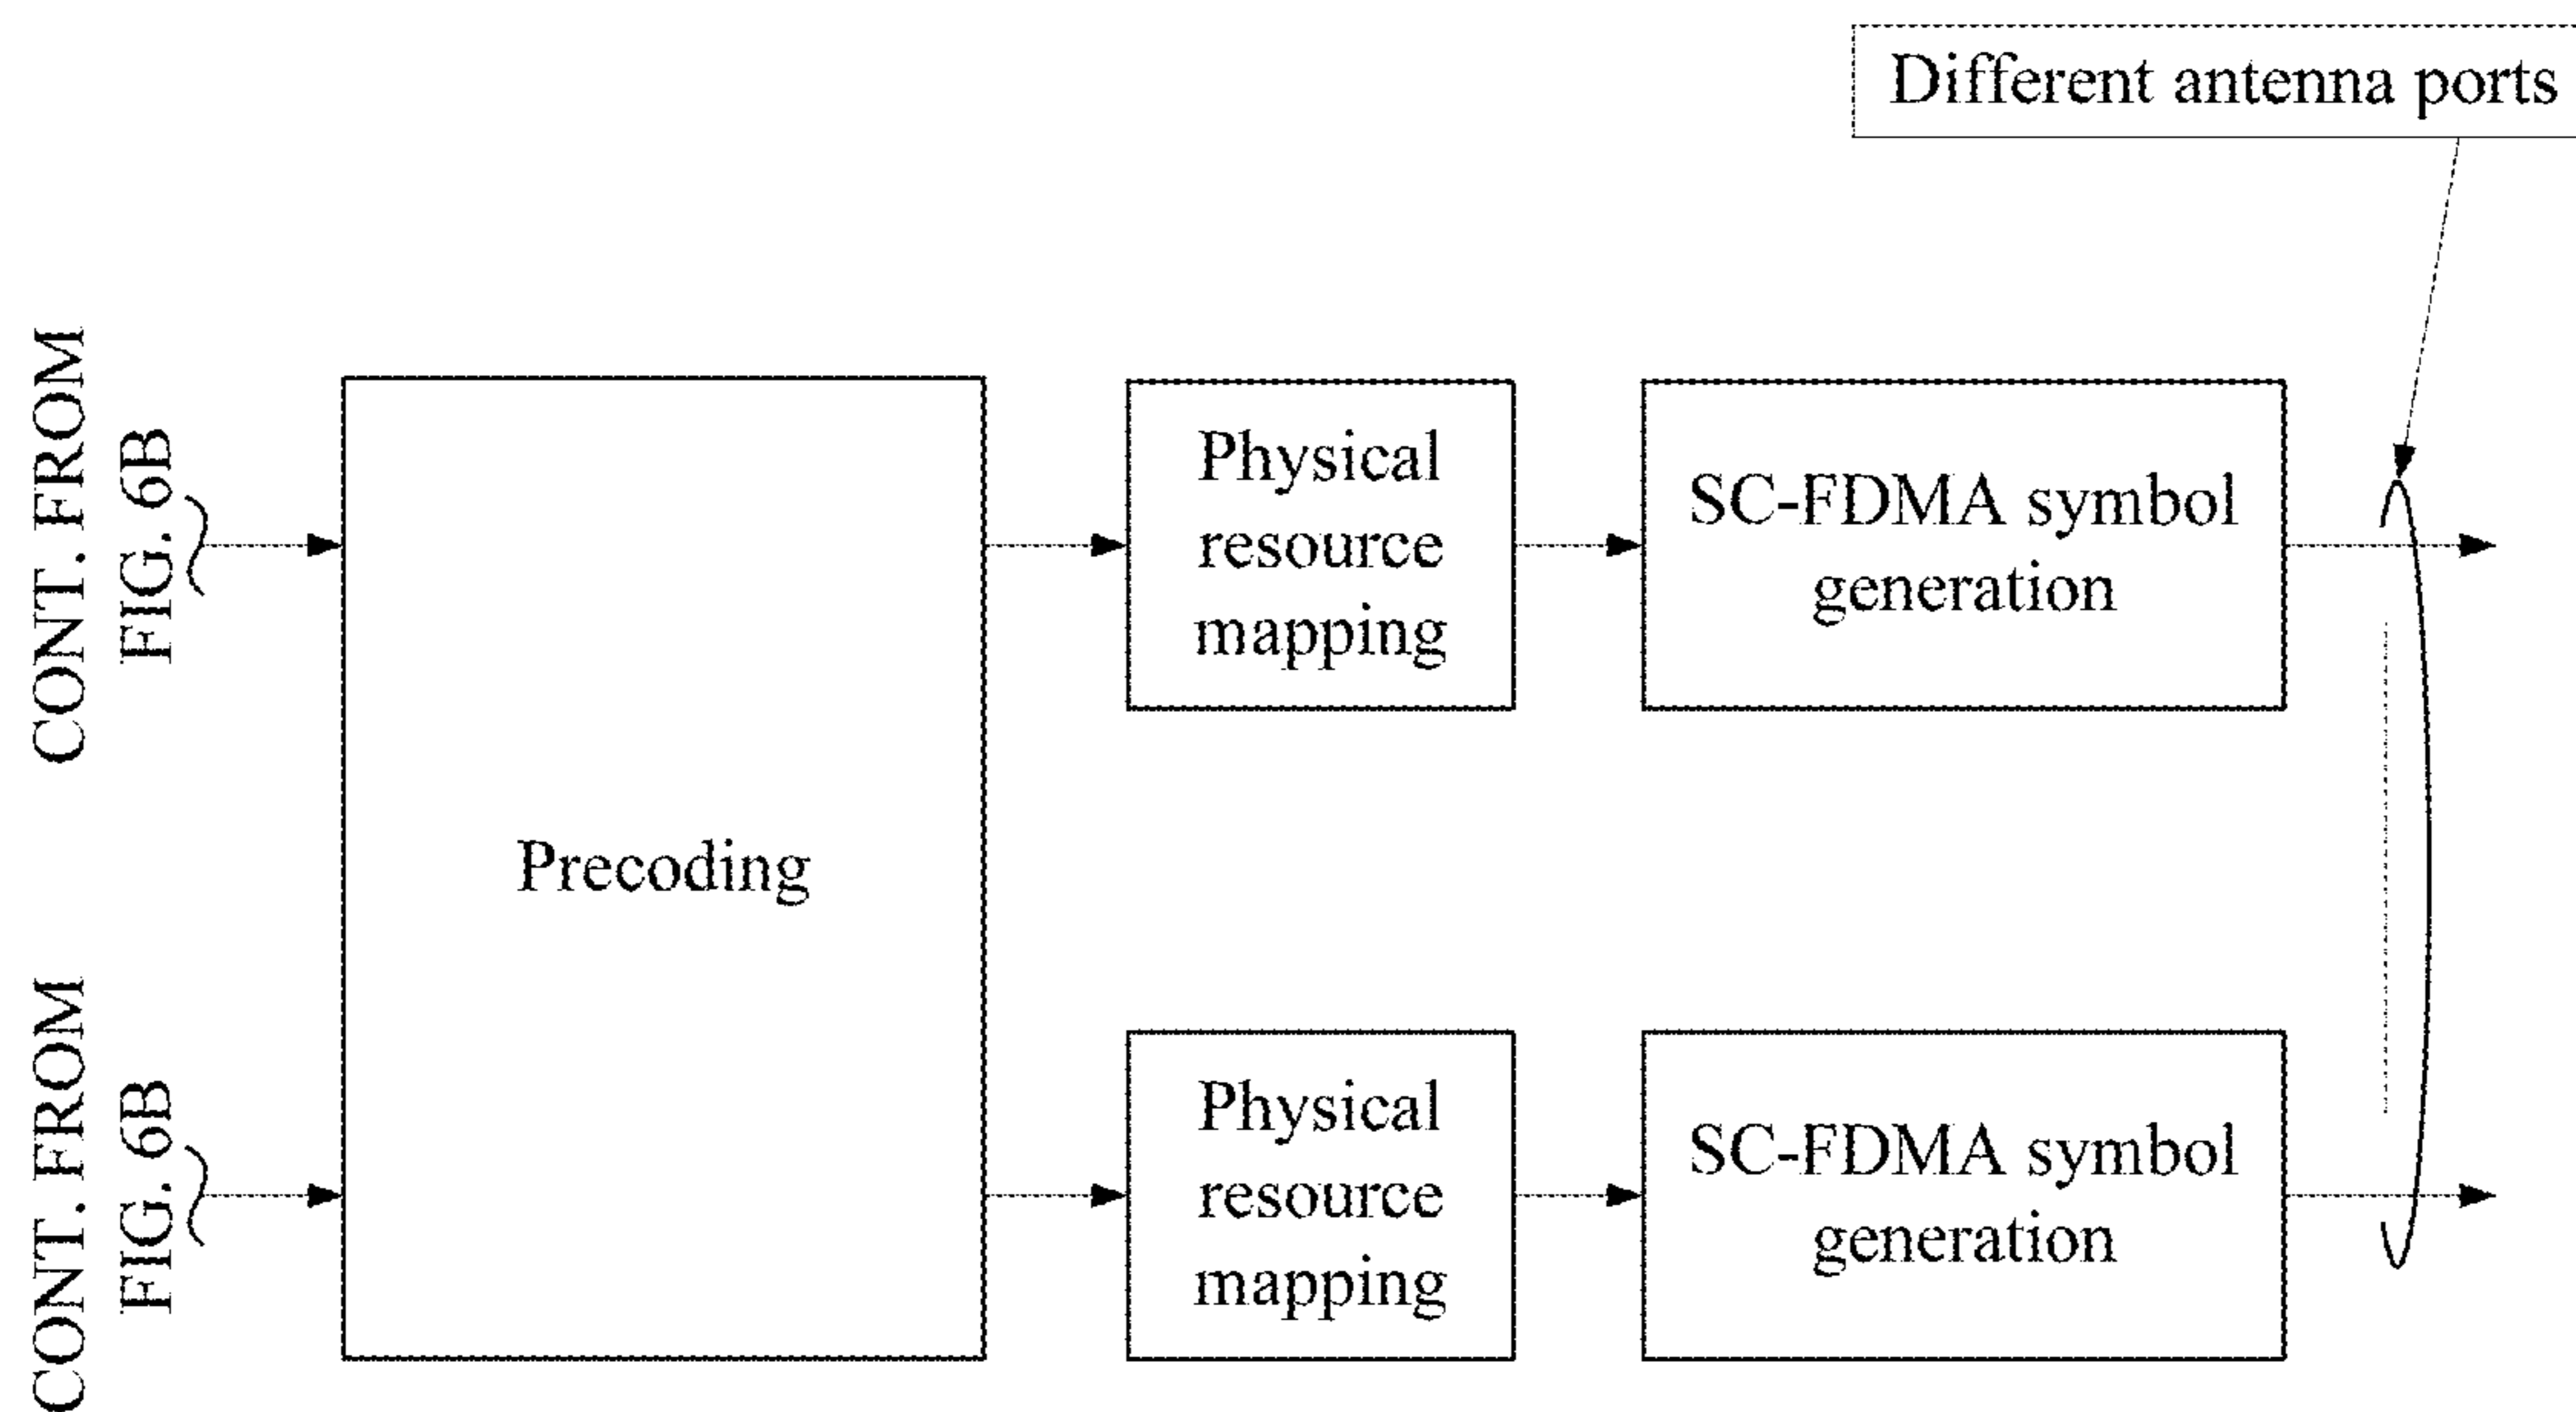 Different antenna ports
CONT. FROM
FIG. 6B
Physical
resource
mapping
SC-FDMA symbol
generation
Precoding
CONT. FROM
FIG. 6B
Physical
resource
mapping
SC-FDMA symbol
generation